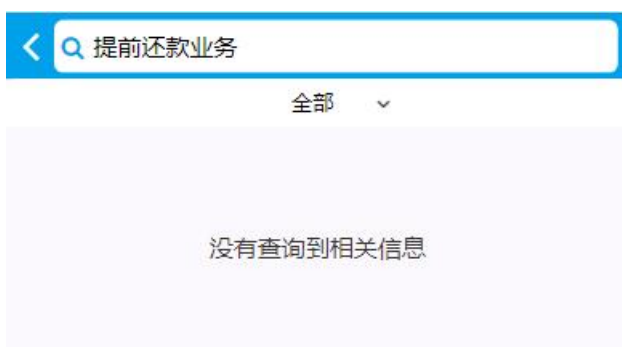 提前还款业务
全部
没有查询到相关信息